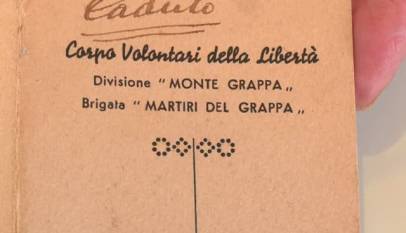 Caduto
Corpo Volontari della Libertà
Divisione “ MONTE GRAPPA „
Brigata “ MARTIRI DEL GRAPPA „